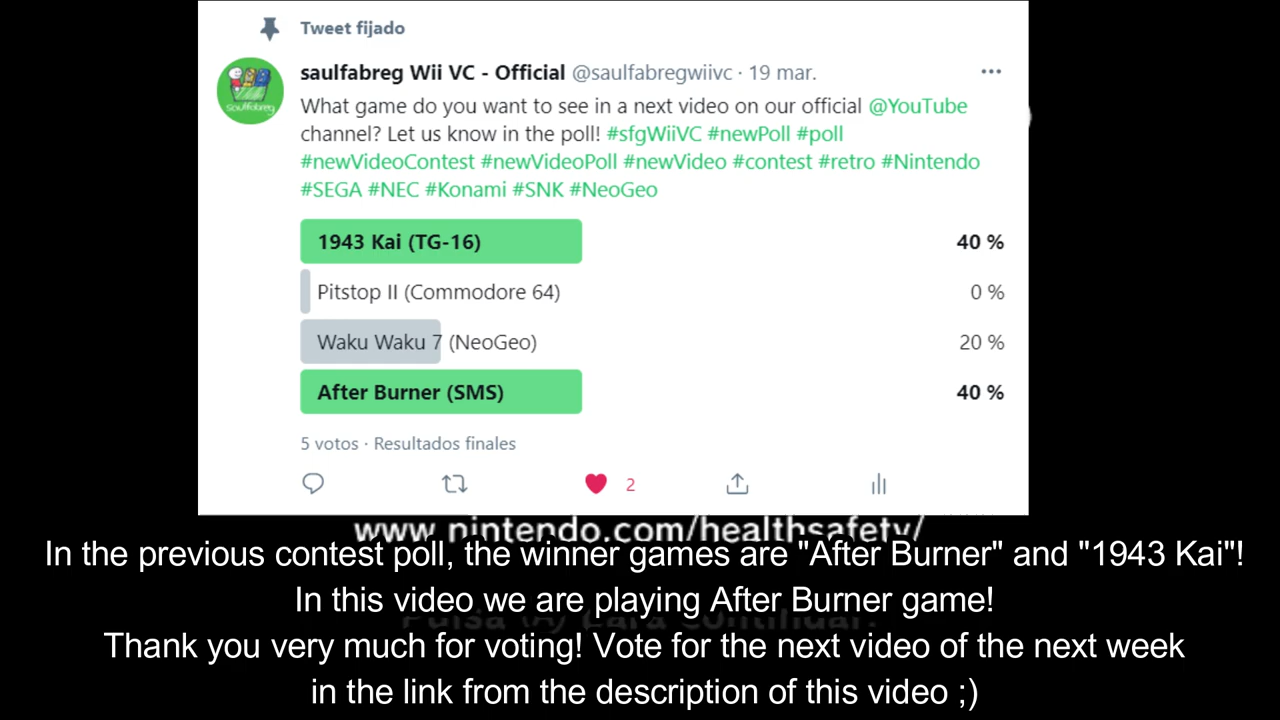 Tweet fijado
saulfabreg Wii VC - Official @saulfabregwiivc · 19 mar.
What game do you want to see in a next video on our official @YouTube
channel? Let us know in the poll! #sfgWiiVC #newPoll #poll
#newVideoContest #newVideoPoll #newVideo #contest #retro #Nintendo
#SEGA #NEC #Konami #SNK #NeoGeo
saulfabreg
1943 Kai (TG-16) 40 %
Pitstop II (Commodore 64) 0 %
Waku Waku 7 (NeoGeo) 20 %
After Burner (SMS) 40 %
5 votos · Resultados finales
2
www.nintendo.com/healthsafety/
In the previous contest poll, the winner games are "After Burner" and "1943 Kai"!
In this video we are playing After Burner game!
Pulsa (A) para continuar.
Thank you very much for voting! Vote for the next video of the next week
in the link from the description of this video ;)